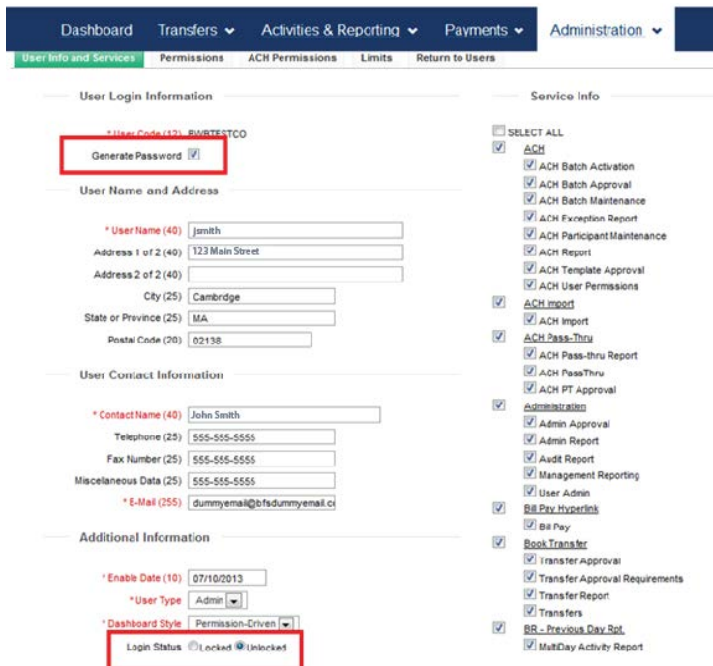 Dashboard Transfers Activities & Reporting Payments Administration
User Info and Services Permissions ACH Permissions Limits Return to Users
User Login Information
* User Code (12) BWBTESTCO
Generate Password
User Name and Address
* User Name (40) jsmith
Address 1 of 2 (40) 123 Main Street
Address 2 of 2 (40)
City (25) Cambrdge
State or Province (25) MA
Postal Code (20) 02138
User Contact Information
* Contact Name (40) John Smith
Telephone (25) 555-555-5555
Fax Number (25) 555-555-5555
Miscelaneous Data (25) 555-555-5555
* E-Mail (255) dummyemail@bfsdummyemail.c
Additional Information
* Enable Date (10) 07/10/2013
* User Type Admin
* Dashboard Style Permission-Driven
Login Status Locked Unlocked
Service Info
SELECT ALL
ACH
ACH Batch Activation
ACH Batch Approval
ACH Batch Maintenance
ACH Exception Report
ACH Participant Maintenance
ACH Report
ACH Template Approval
ACH User Permissions
ACH Import
ACH Import
ACH Pass-Thru
ACH Pass-thru Report
ACH PassThru
ACH PT Approval
Administration
Admin Approval
Admin Report
Audit Report
Management Reporting
User Admin
Bill Pay Hyperlink
Bill Pay
Book Transfer
Transfer Approval
Transfer Approval Requirements
Transfer Report
Transfers
BR - Previous Day Rpt.
MultiDay Activity Report